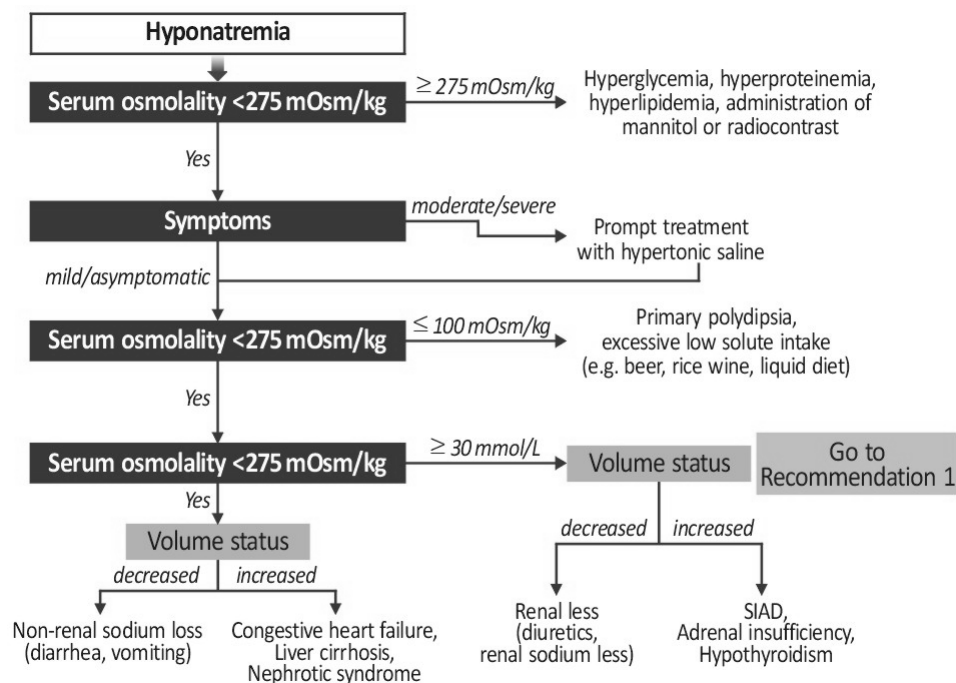 Hyponatremia
Serum osmolality <275 mOsm/kg
≥ 275 mOsm/kg
Hyperglycemia, hyperproteinemia,
hyperlipidemia, administration of
mannitol or radiocontrast
Yes
Symptoms
moderate/severe
Prompt treatment
with hypertonic saline
mild/asymptomatic
Serum osmolality <275 mOsm/kg
≤ 100 mOsm/kg
Primary polydipsia,
excessive low solute intake
(e.g. beer, rice wine, liquid diet)
Yes
Serum osmolality <275 mOsm/kg
≥ 30 mmol/L
Volume status
Go to
Recommendation 1
Yes
Volume status
decreased
increased
decreased
increased
Non-renal sodium loss
(diarrhea, vomiting)
Congestive heart failure,
Liver cirrhosis,
Nephrotic syndrome
Renal less
(diuretics,
renal sodium less)
SIAD,
Adrenal insufficiency,
Hypothyroidism